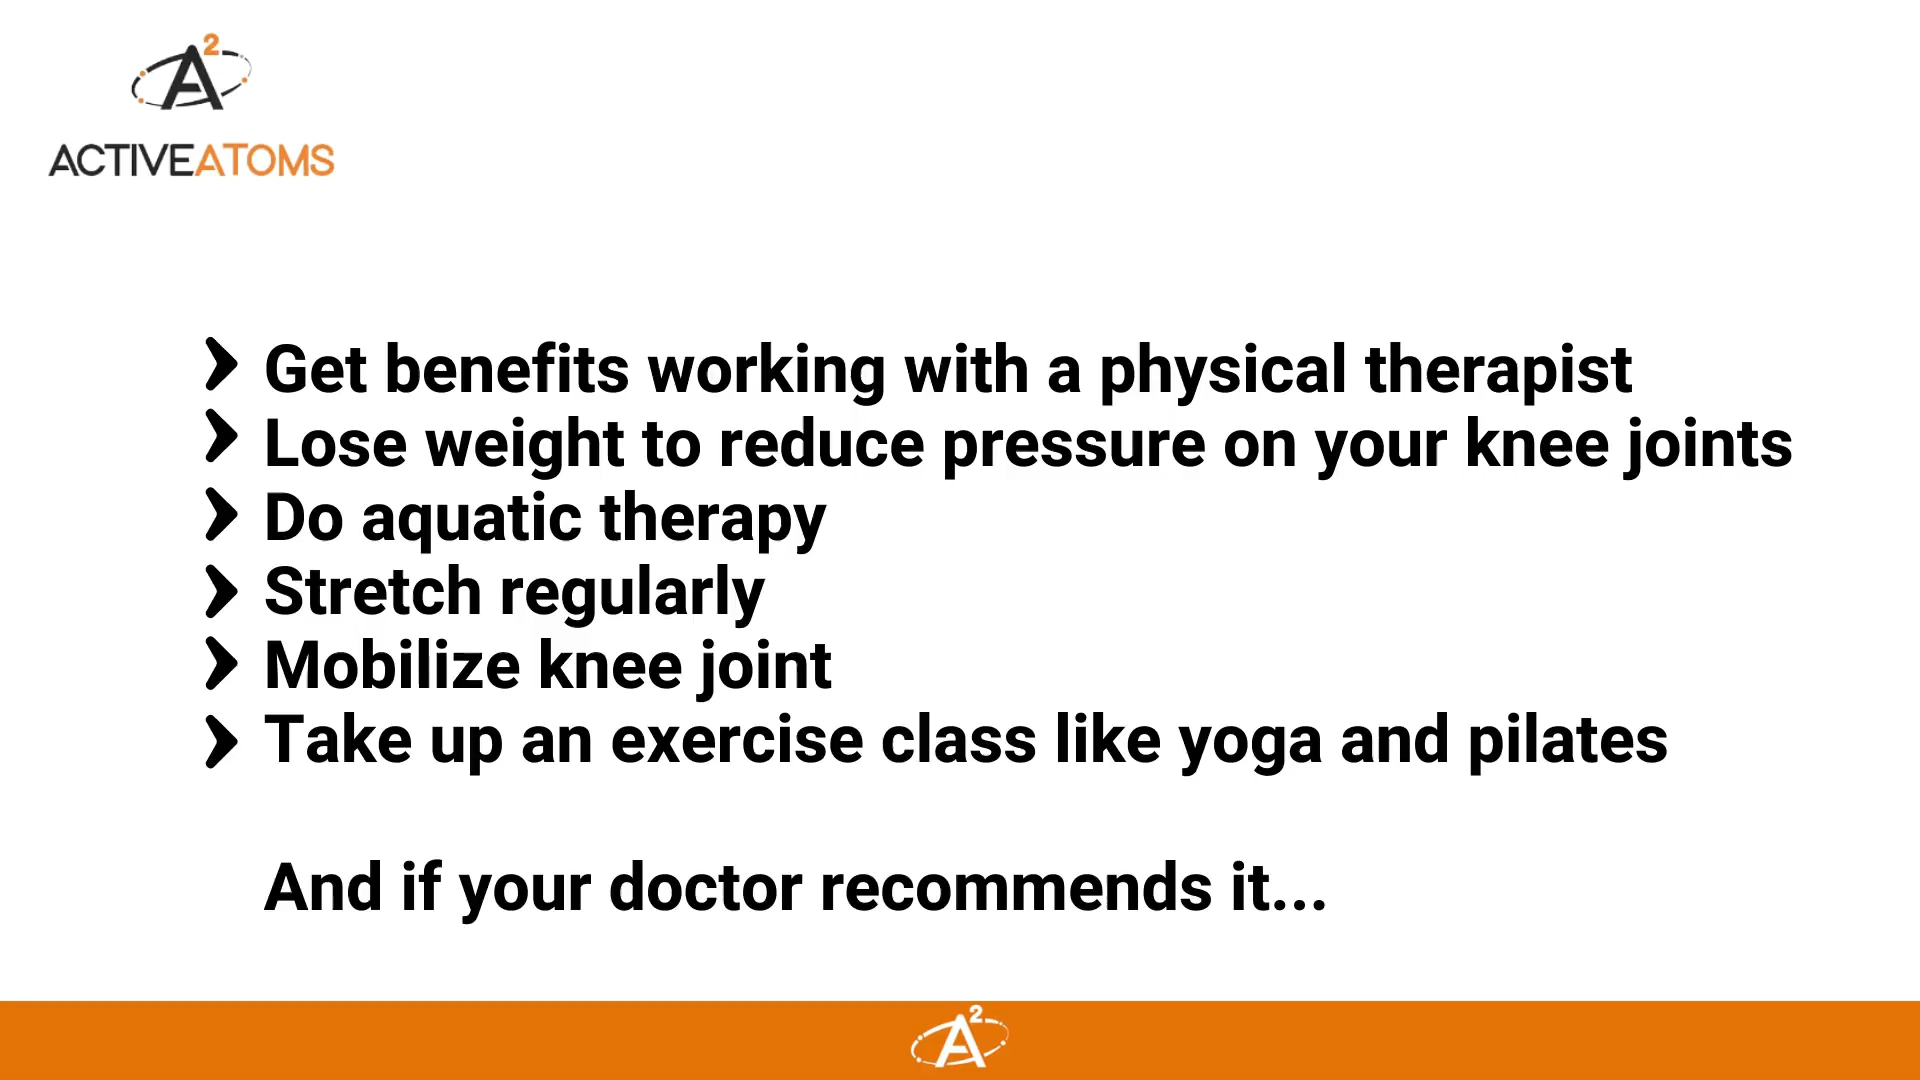 A2
ACTIVEATOMS
Get benefits working with a physical therapist
Lose weight to reduce pressure on your knee joints
Do aquatic therapy
Stretch regularly
Mobilize knee joint
Take up an exercise class like yoga and pilates
And if your doctor recommends it...
A2